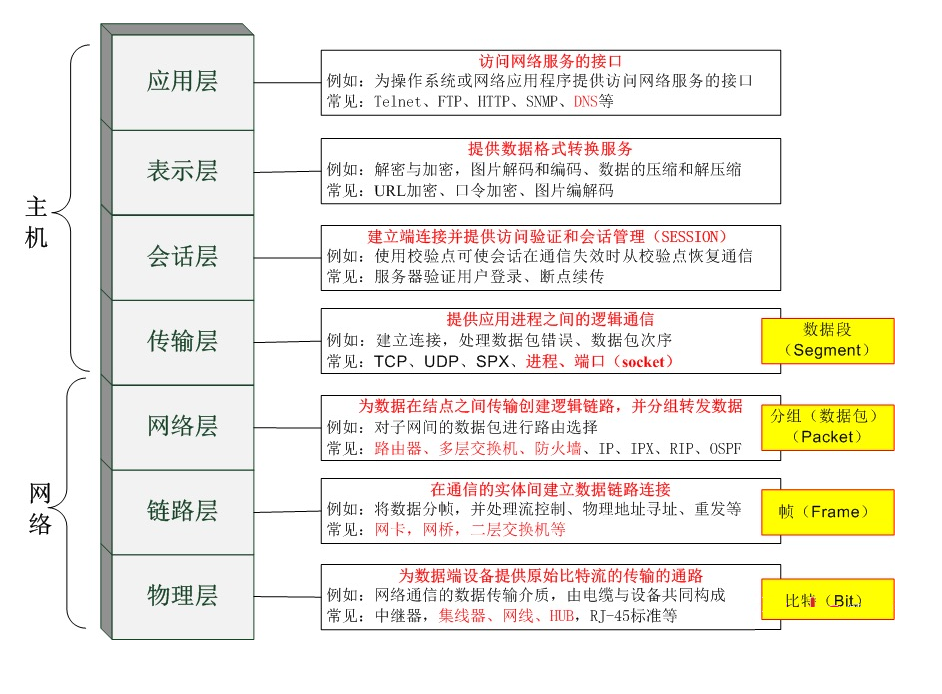 应用层
访问网络服务的接口
例如：为操作系统或网络应用程序提供访问网络服务的接口
常见：Telnet、FTP、HTTP、SNMP、DNS等
表示层
提供数据格式转换服务
例如：解密与加密，图片解码和编码、数据的压缩和解压缩
常见：URL加密、口令加密、图片编解码
主机
会话层
建立端连接并提供访问验证和会话管理（SESSION）
例如：使用校验点可使会话在通信失效时从校验点恢复通信
常见：服务器验证用户登录、断点续传
传输层
提供应用进程之间的逻辑通信
例如：建立连接，处理数据包错误、数据包次序
常见：TCP、UDP、SPX、进程、端口（socket）
数据段
（Segment）
网络层
为数据在结点之间传输创建逻辑链路，并分组转发数据
例如：对子网间的数据包进行路由选择
常见：路由器、多层交换机、防火墙、IP、IPX、RIP、OSPF
分组（数据包）
（Packet）
网络
链路层
在通信的实体间建立数据链路连接
例如：将数据分帧，并处理流控制、物理地址寻址、重发等
常见：网卡，网桥，二层交换机等
帧（Frame）
物理层
为数据端设备提供原始比特流的传输的通路
例如：网络通信的数据传输介质，由电缆与设备共同构成
常见：中继器，集线器、网线、HUB，RJ-45标准等
比特（Bit）